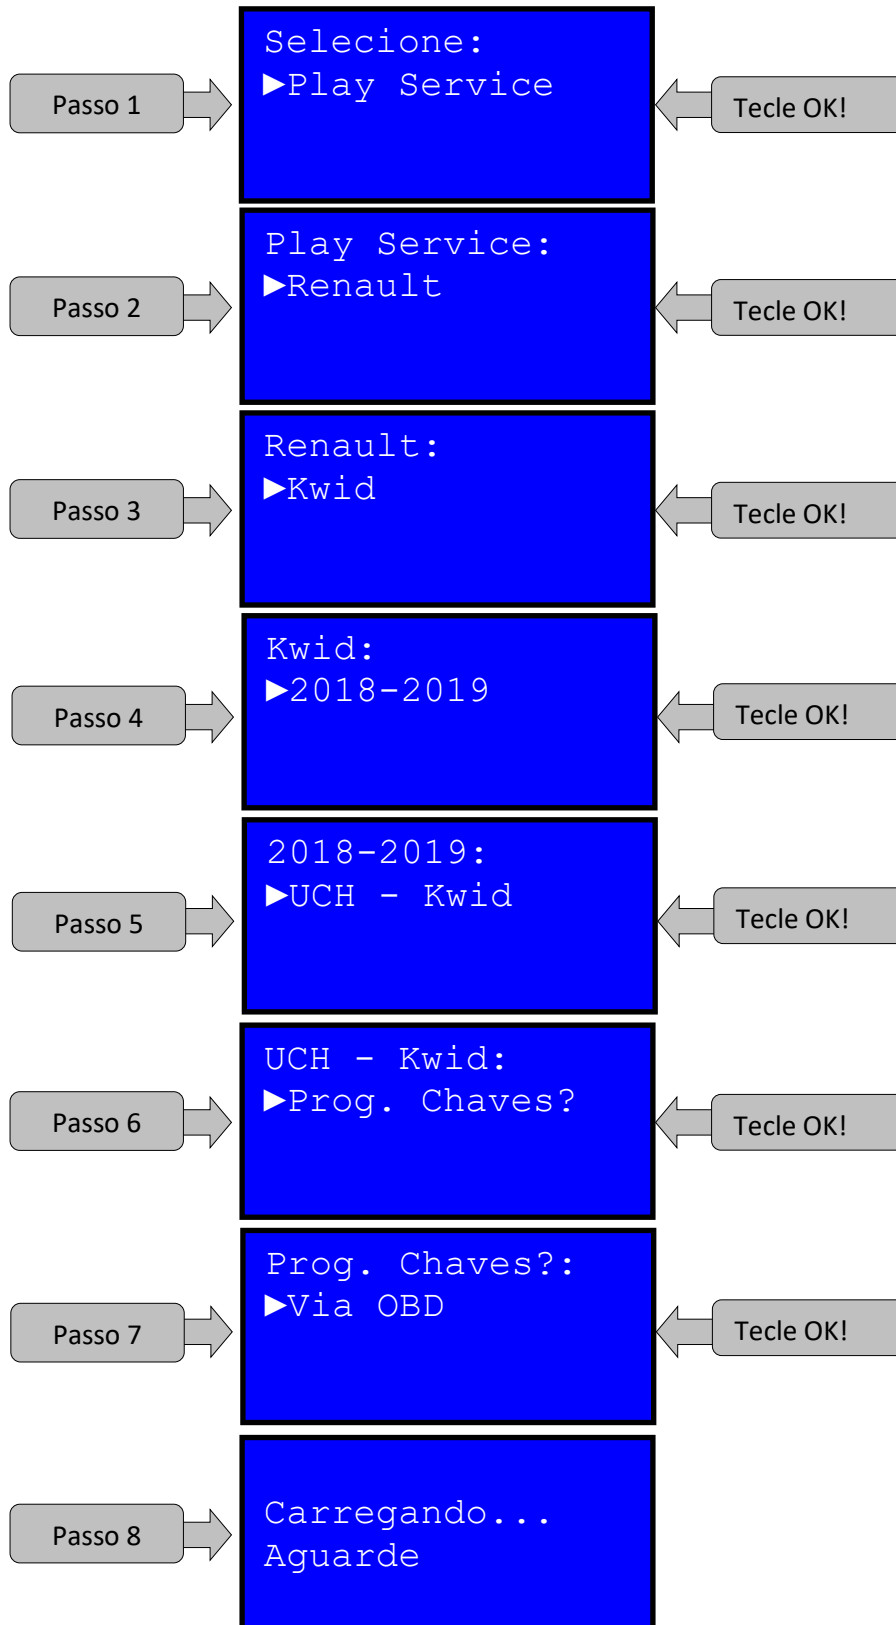 Passo 1
Selecione:
►Play Service
Tecle OK!
Passo 2
Play Service:
►Renault
Tecle OK!
Passo 3
Renault:
►Kwid
Tecle OK!
Passo 4
Kwid:
►2018-2019
Tecle OK!
Passo 5
2018-2019:
►UCH - Kwid
Tecle OK!
Passo 6
UCH - Kwid:
►Prog. Chaves?
Tecle OK!
Passo 7
Prog. Chaves?:
►Via OBD
Tecle OK!
Passo 8
Carregando...
Aguarde